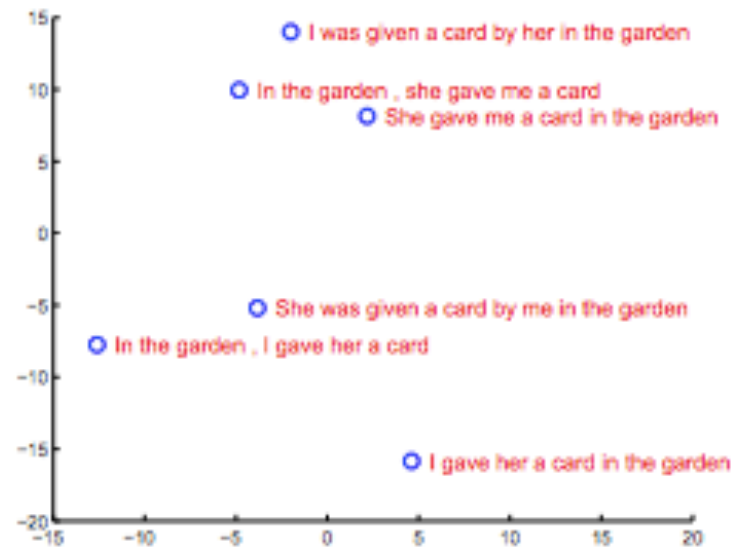 15
I was given a card by her in the garden
10
In the garden , she gave me a card
She gave me a card in the garden
5
0
−5
She was given a card by me in the garden
In the garden , I gave her a card
−10
−15
I gave her a card in the garden
−20
−15 −10 −5 0 5 10 15 20